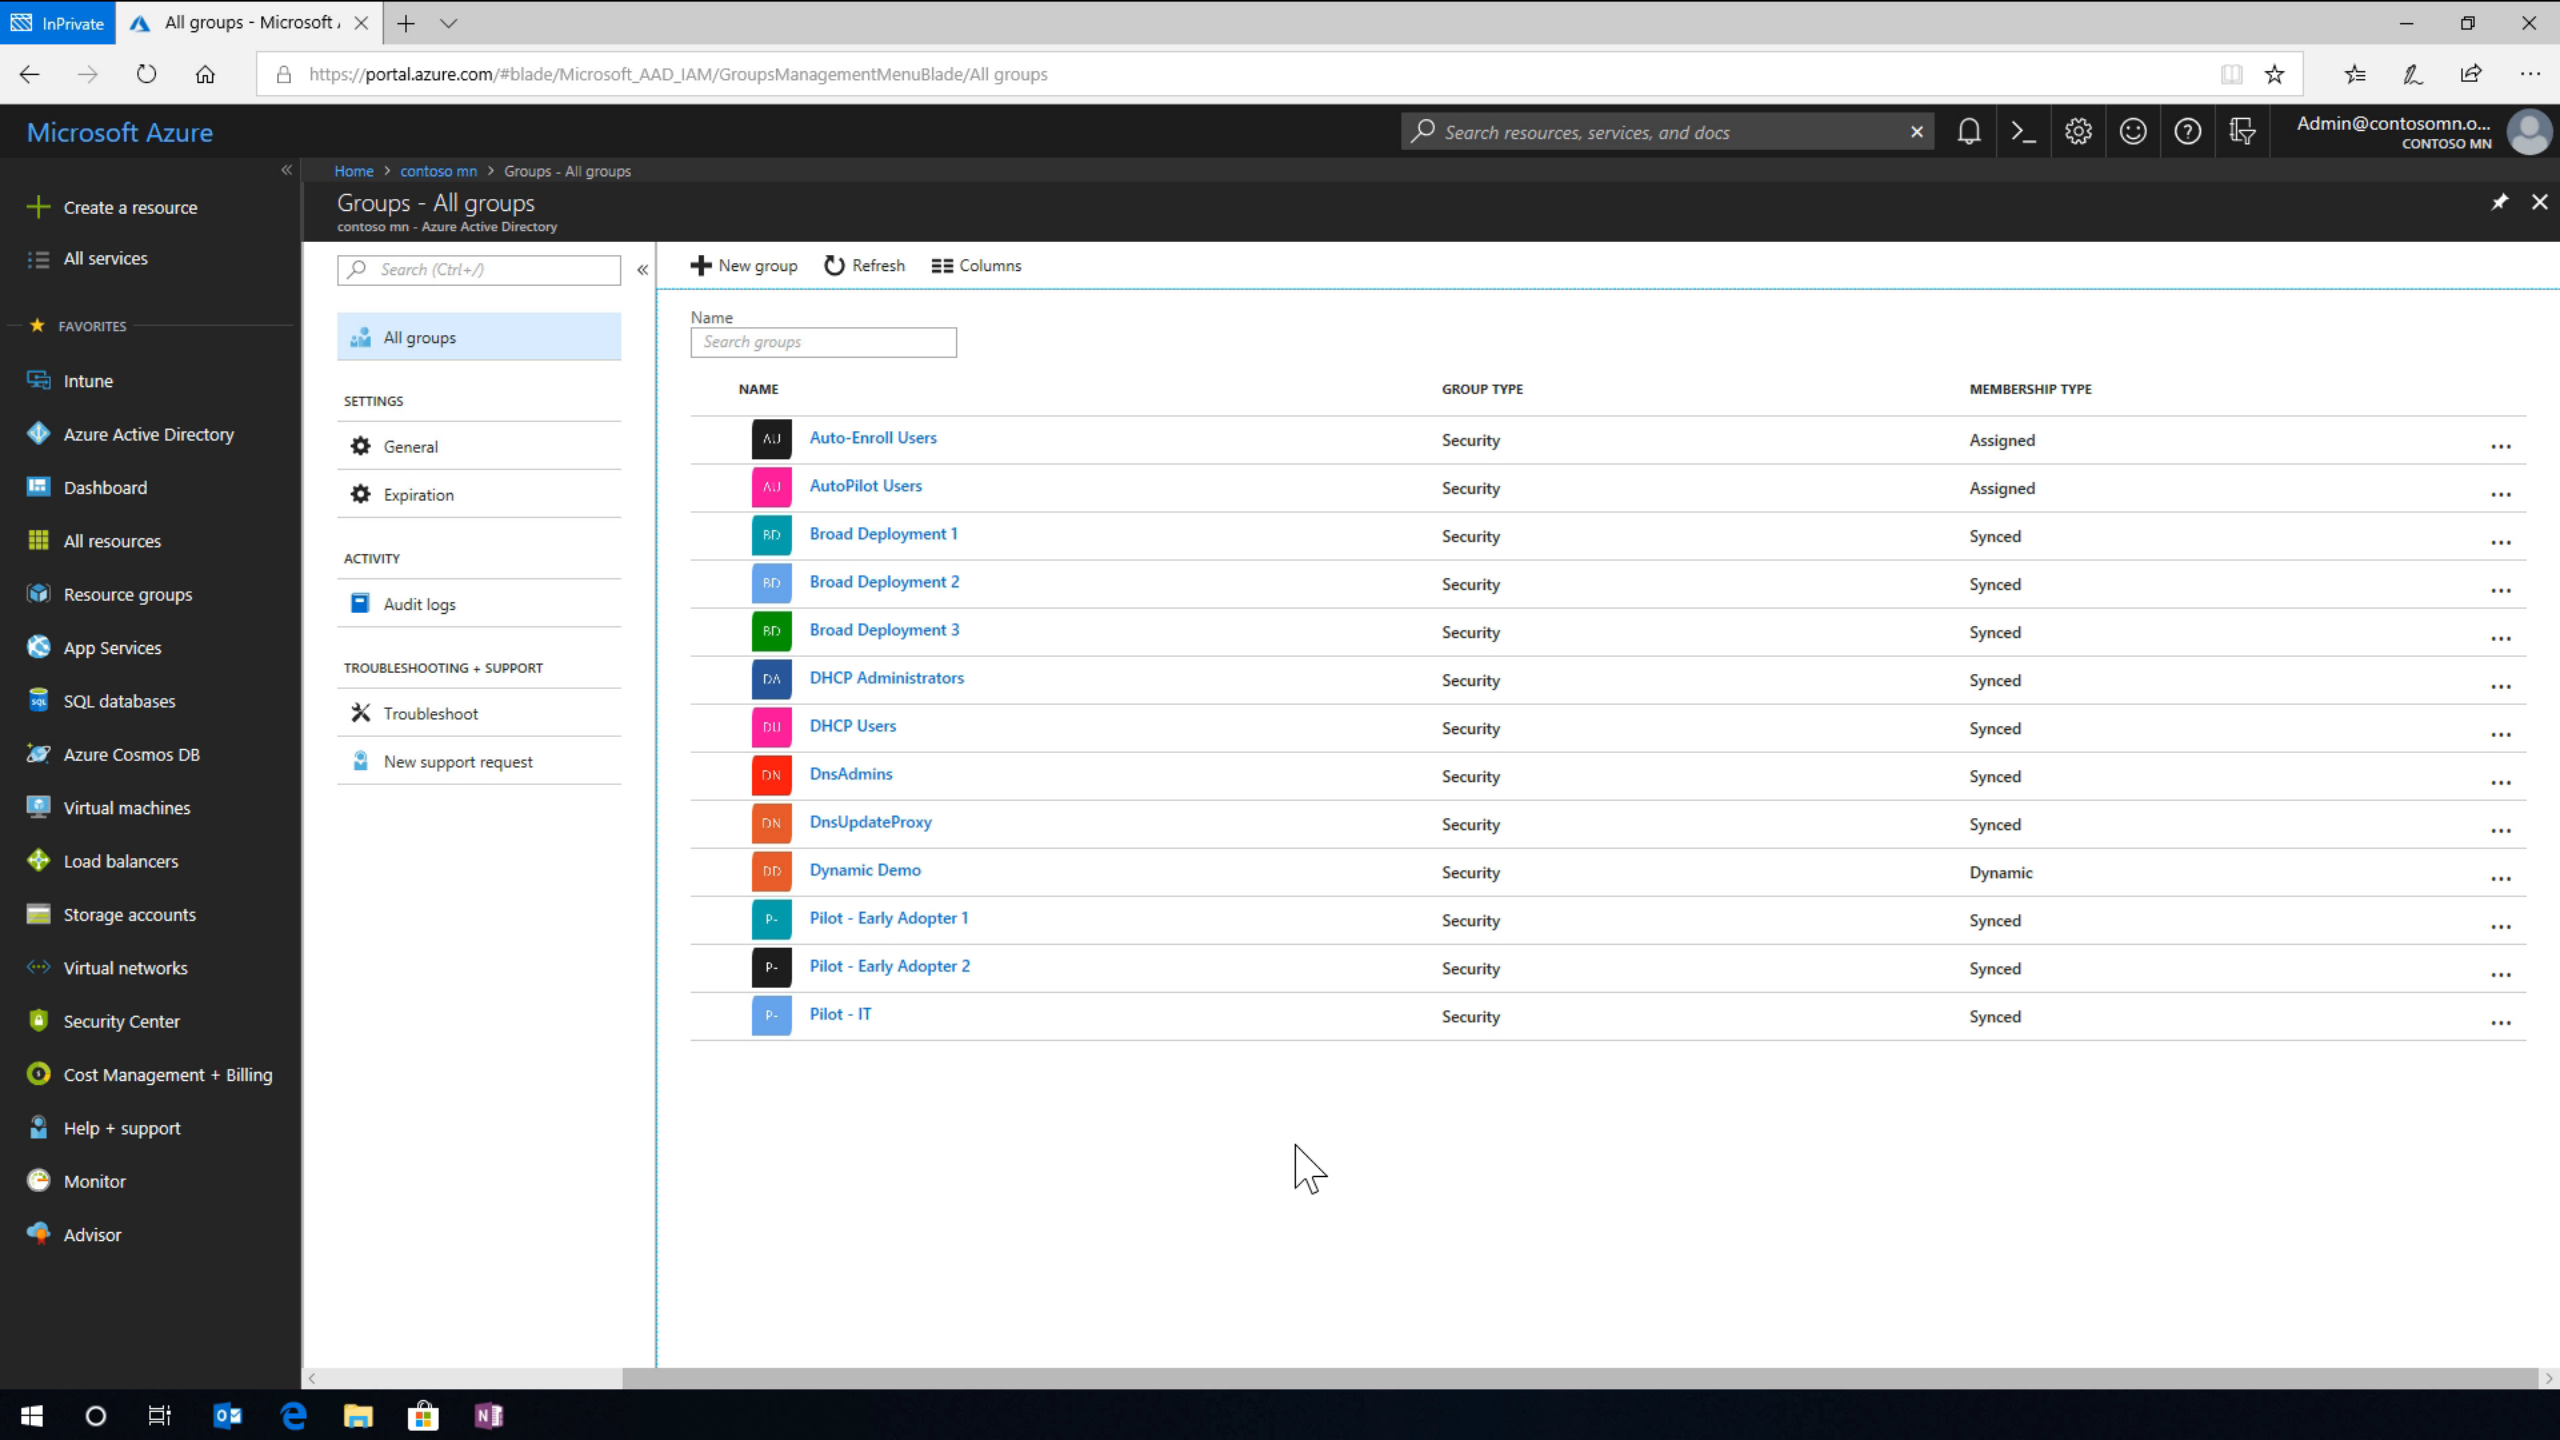 InPrivate
All groups - Microsoft
https://portal.azure.com/#blade/Microsoft_AAD_IAM/GroupsManagementMenuBlade/All groups
Microsoft Azure
Search resources, services, and docs
Admin@contosomn.o...
CONTOSO MN
Home > contoso mn > Groups - All groups
Groups - All groups
contoso mn - Azure Active Directory
Create a resource
All services
FAVORITES
Intune
Azure Active Directory
Dashboard
All resources
Resource groups
App Services
SQL databases
Azure Cosmos DB
Virtual machines
Load balancers
Storage accounts
Virtual networks
Security Center
Cost Management + Billing
Help + support
Monitor
Advisor
Search (Ctrl+/)
All groups
SETTINGS
General
Expiration
ACTIVITY
Audit logs
TROUBLESHOOTING + SUPPORT
Troubleshoot
New support request
New group Refresh Columns
Name
Search groups
NAME GROUP TYPE MEMBERSHIP TYPE
AU Auto-Enroll Users Security Assigned ...
AU AutoPilot Users Security Assigned ...
BD Broad Deployment 1 Security Synced ...
BD Broad Deployment 2 Security Synced ...
BD Broad Deployment 3 Security Synced ...
DA DHCP Administrators Security Synced ...
DU DHCP Users Security Synced ...
DN DnsAdmins Security Synced ...
DN DnsUpdateProxy Security Synced ...
DD Dynamic Demo Security Dynamic ...
P- Pilot - Early Adopter 1 Security Synced ...
P- Pilot - Early Adopter 2 Security Synced ...
P- Pilot - IT Security Synced ...